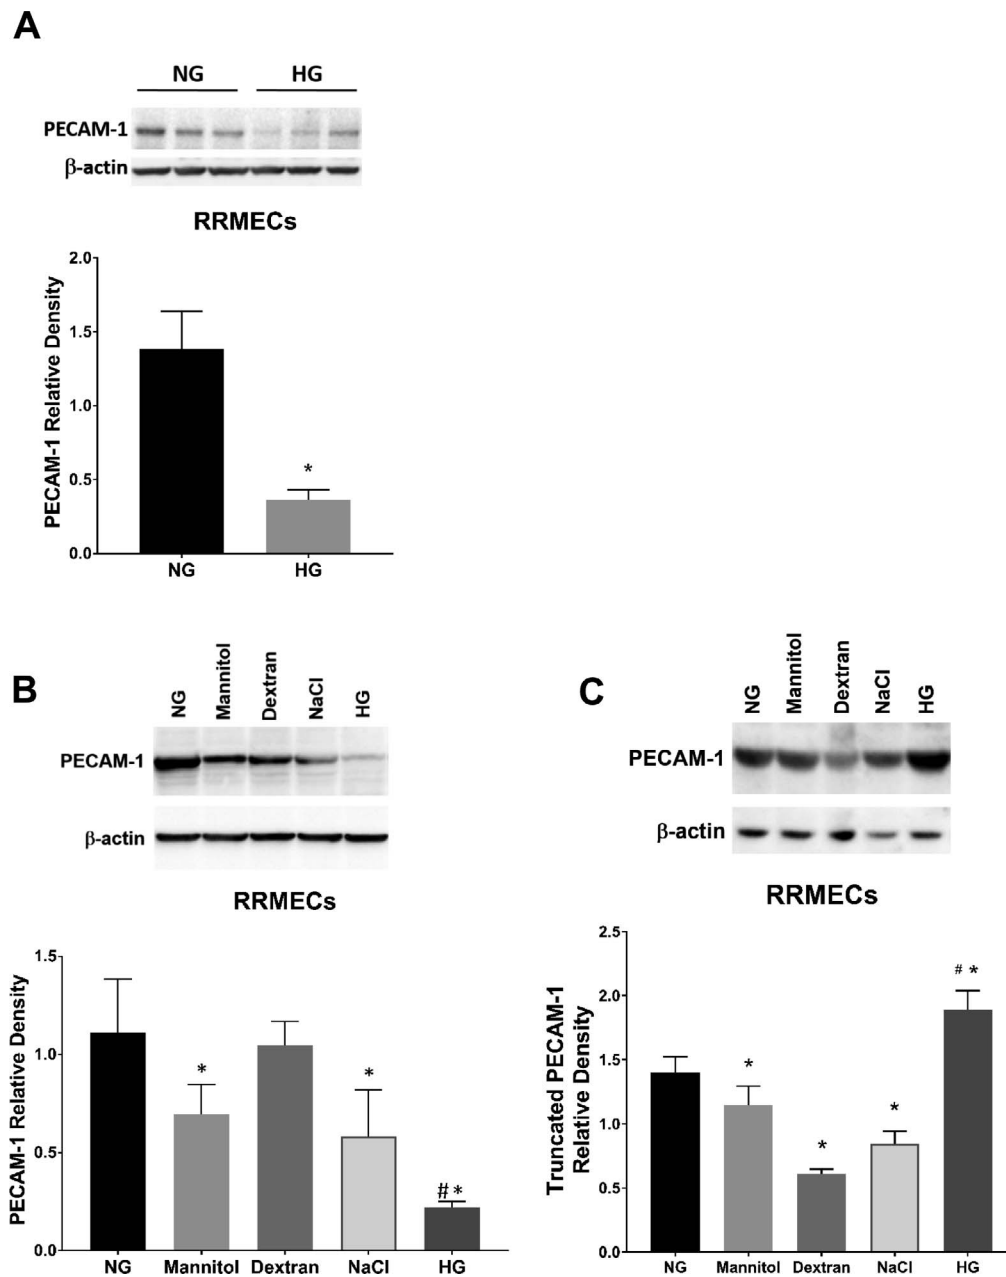 A
NG HG
PECAM-1
β-actin
RRMECs
PECAM-1 Relative Density
2.0
1.5
1.0
0.5
0.0
*
NG HG
B
NG Mannitol Dextran NaCl HG
PECAM-1
β-actin
RRMECs
PECAM-1 Relative Density
1.5
1.0
0.5
0.0
* * #*
NG Mannitol Dextran NaCl HG
C
NG Mannitol Dextran NaCl HG
PECAM-1
β-actin
RRMECs
Truncated PECAM-1
Relative Density
2.5
2.0
1.5
1.0
0.5
0.0
* * * # *
NG Mannitol Dextran NaCl HG